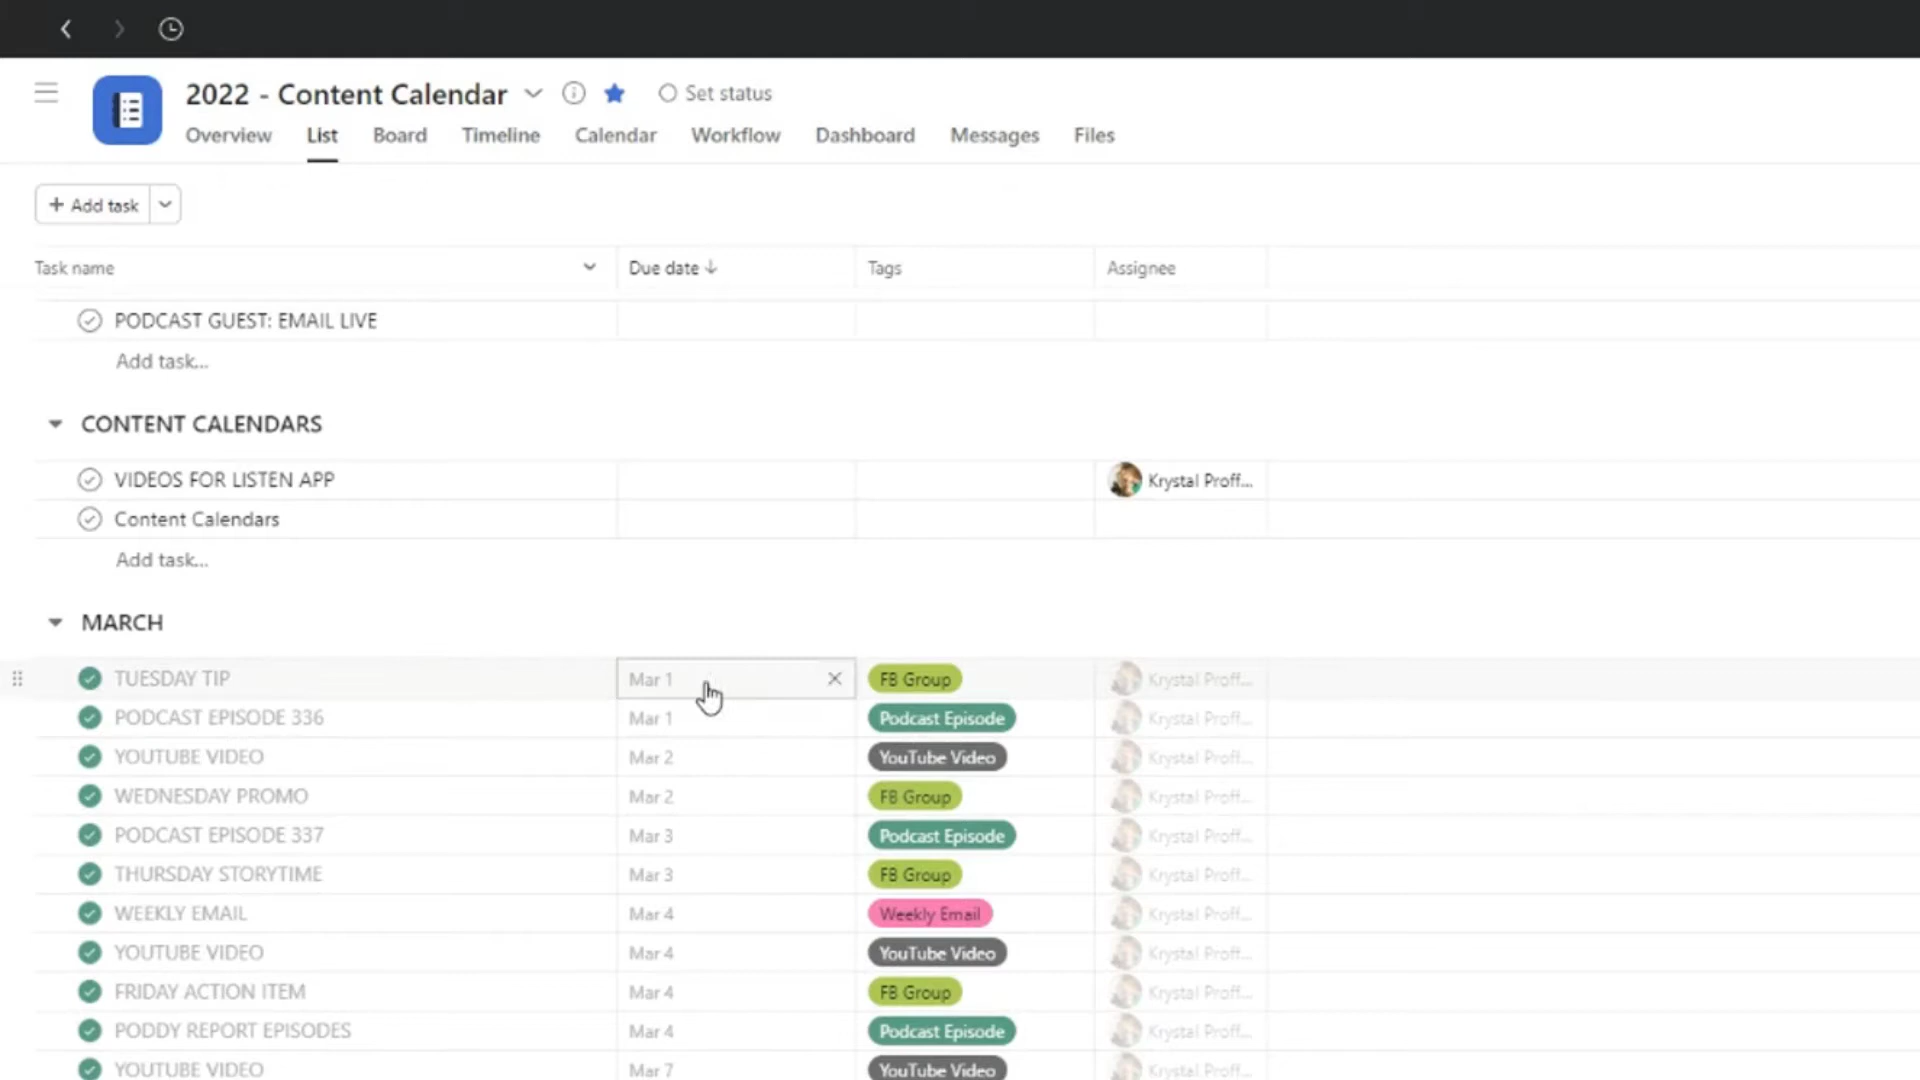 2022 - Content Calendar Set status
Overview List Board Timeline Calendar Workflow Dashboard Messages Files
+ Add task
Task name Due date ↓ Tags Assignee
PODCAST GUEST: EMAIL LIVE
Add task...
CONTENT CALENDARS
VIDEOS FOR LISTEN APP Krystal Proff...
Content Calendars
Add task...
MARCH
TUESDAY TIP Mar 1 FB Group Krystal Proff...
PODCAST EPISODE 336 Mar 1 Podcast Episode Krystal Proff...
YOUTUBE VIDEO Mar 2 YouTube Video Krystal Proff...
WEDNESDAY PROMO Mar 2 FB Group Krystal Proff...
PODCAST EPISODE 337 Mar 3 Podcast Episode Krystal Proff...
THURSDAY STORYTIME Mar 3 FB Group Krystal Proff...
WEEKLY EMAIL Mar 4 Weekly Email Krystal Proff...
YOUTUBE VIDEO Mar 4 YouTube Video Krystal Proff...
FRIDAY ACTION ITEM Mar 4 FB Group Krystal Proff...
PODDY REPORT EPISODES Mar 4 Podcast Episode Krystal Proff...
YOUTUBE VIDEO Mar 7 YouTube Video Krystal Proff...